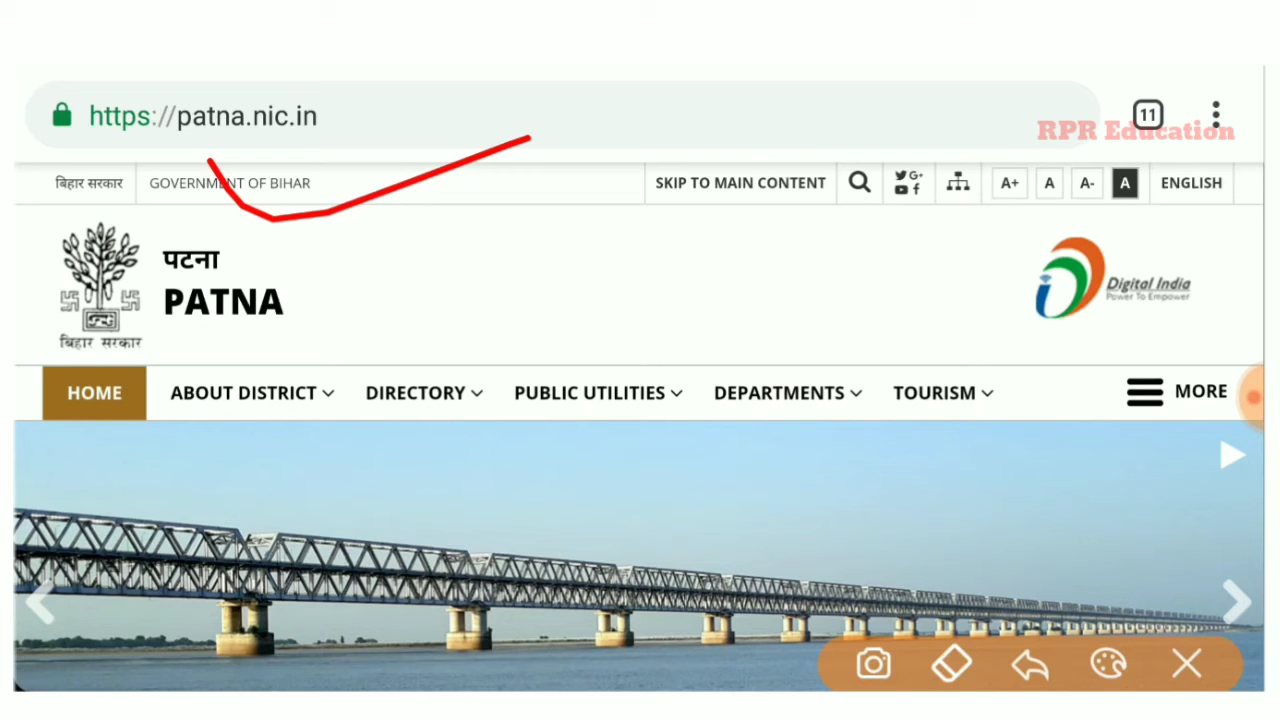 https://patna.nic.in
11
RPR Education
बिहार सरकार GOVERNMENT OF BIHAR SKIP TO MAIN CONTENT A+ A A- A ENGLISH
पटना
PATNA
बिहार सरकार
Digital India
Power To Empower
HOME ABOUT DISTRICT DIRECTORY PUBLIC UTILITIES DEPARTMENTS TOURISM MORE